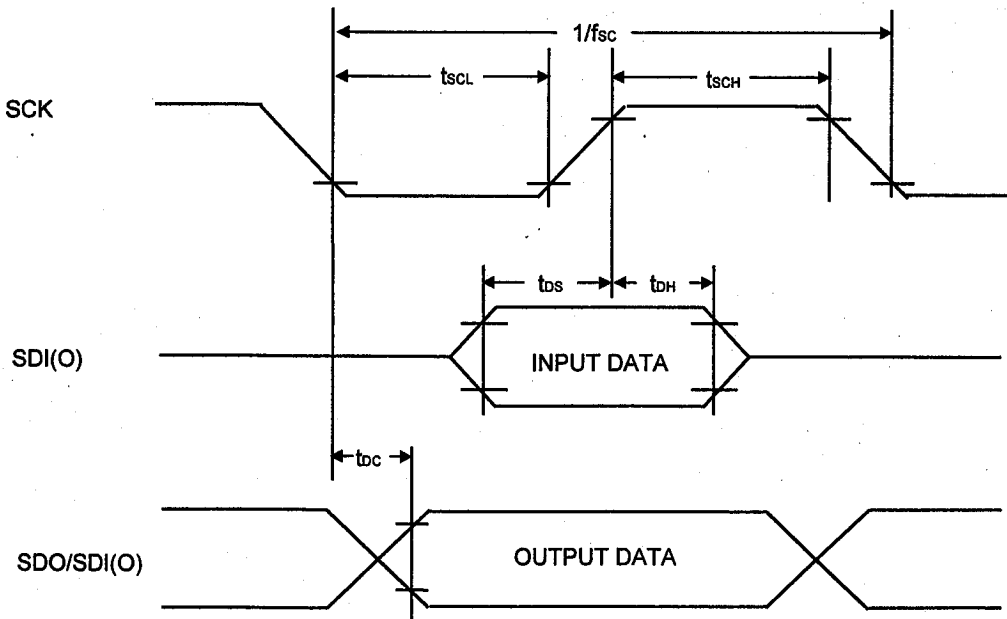 1/fsc
tSCL
tSCH
SCK
tDS
tDH
SDI(O)
INPUT DATA
tDC
SDO/SDI(O)
OUTPUT DATA